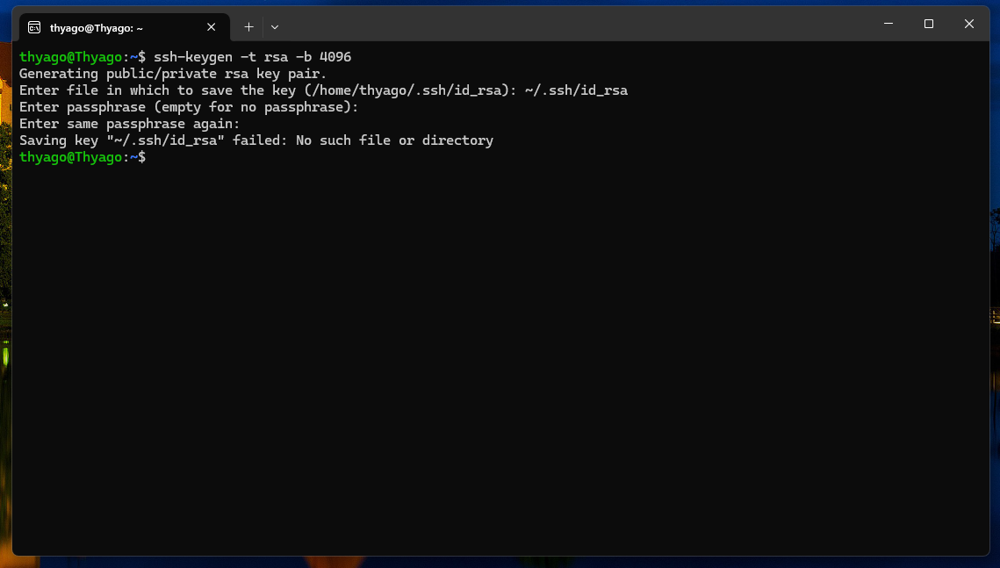 thyago@Thyago: ~
thyago@Thyago:~$ ssh-keygen -t rsa -b 4096
Generating public/private rsa key pair.
Enter file in which to save the key (/home/thyago/.ssh/id_rsa): ~/.ssh/id_rsa
Enter passphrase (empty for no passphrase):
Enter same passphrase again:
Saving key "~/.ssh/id_rsa" failed: No such file or directory
thyago@Thyago:~$